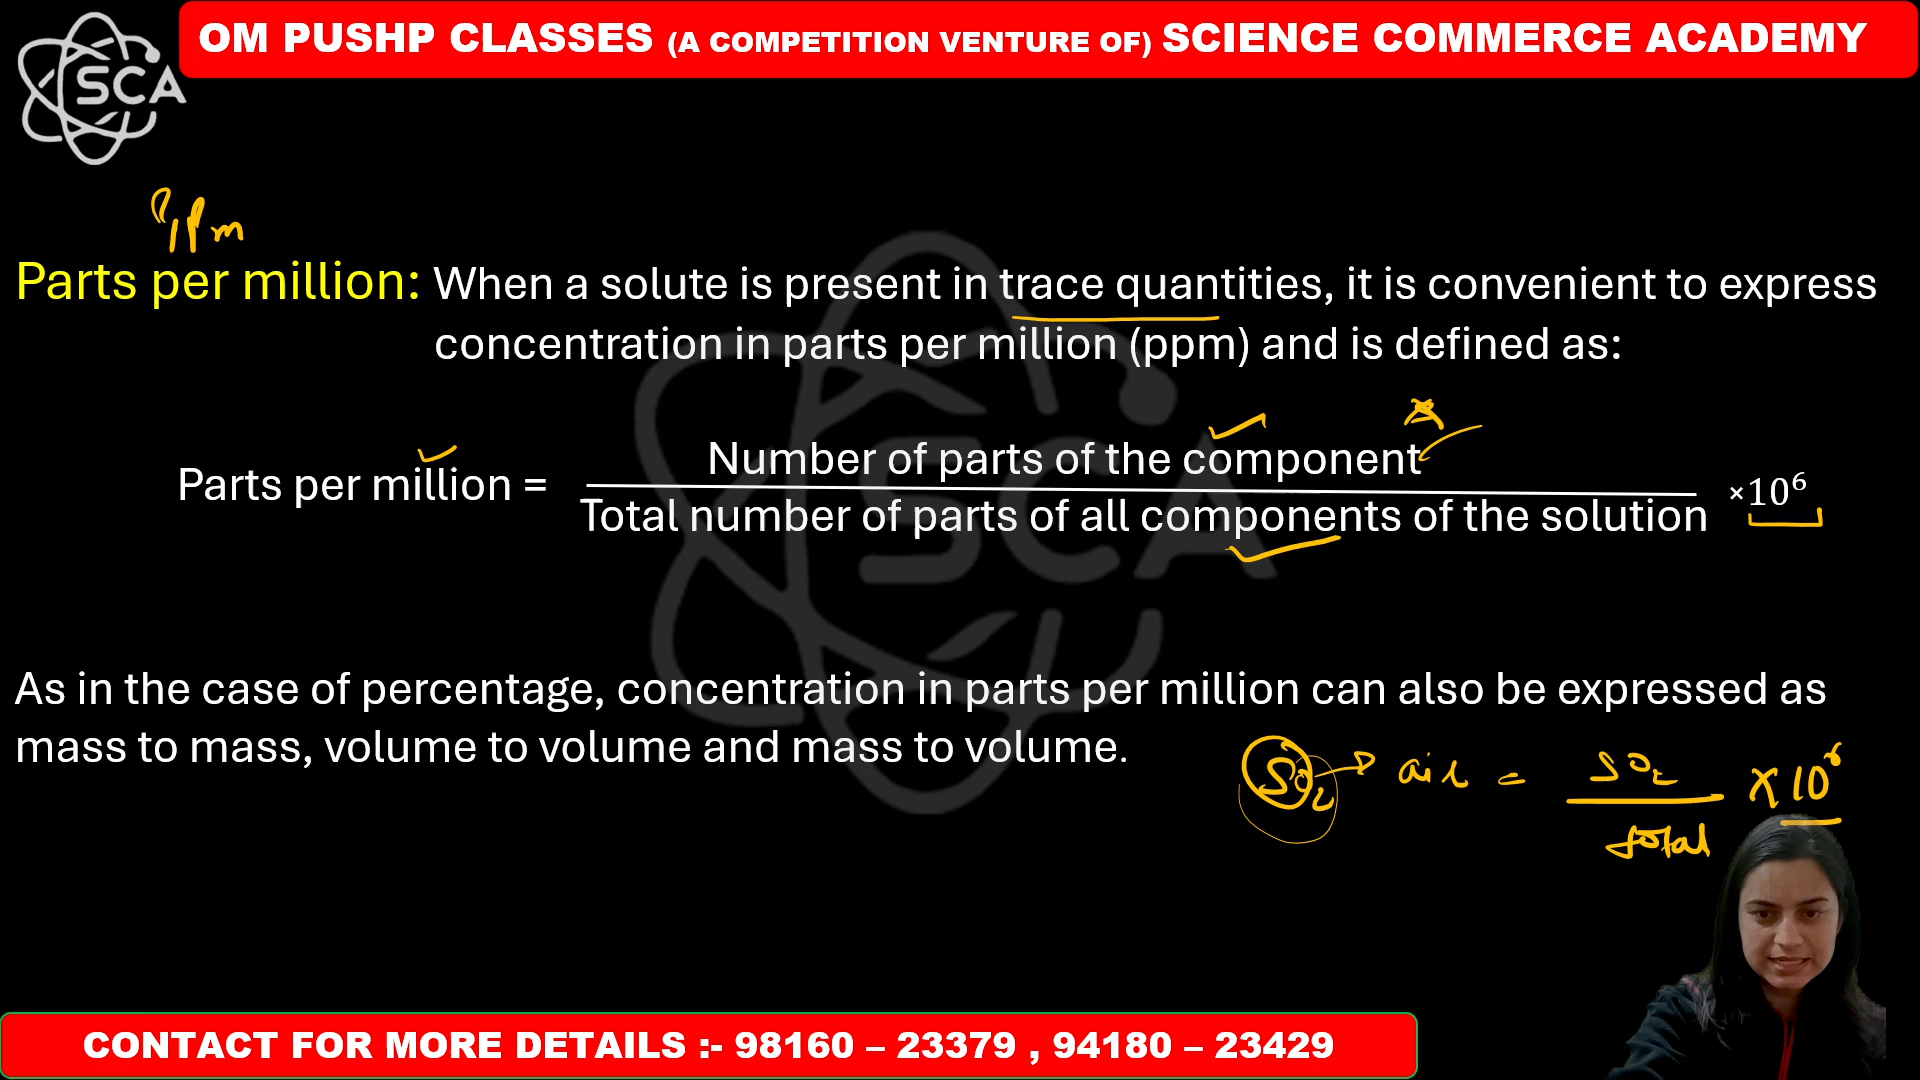 OM PUSHP CLASSES (A COMPETITION VENTURE OF) SCIENCE COMMERCE ACADEMY
SCA
ppm
Parts per million: When a solute is present in trace quantities, it is convenient to express
concentration in parts per million (ppm) and is defined as:
Number of parts of the component
Parts per million = ×10⁶
Total number of parts of all components of the solution
SCA
As in the case of percentage, concentration in parts per million can also be expressed as
mass to mass, volume to volume and mass to volume.
SO₂ → air = SO₂ × 10⁶
total
CONTACT FOR MORE DETAILS :- 98160 – 23379 , 94180 – 23429